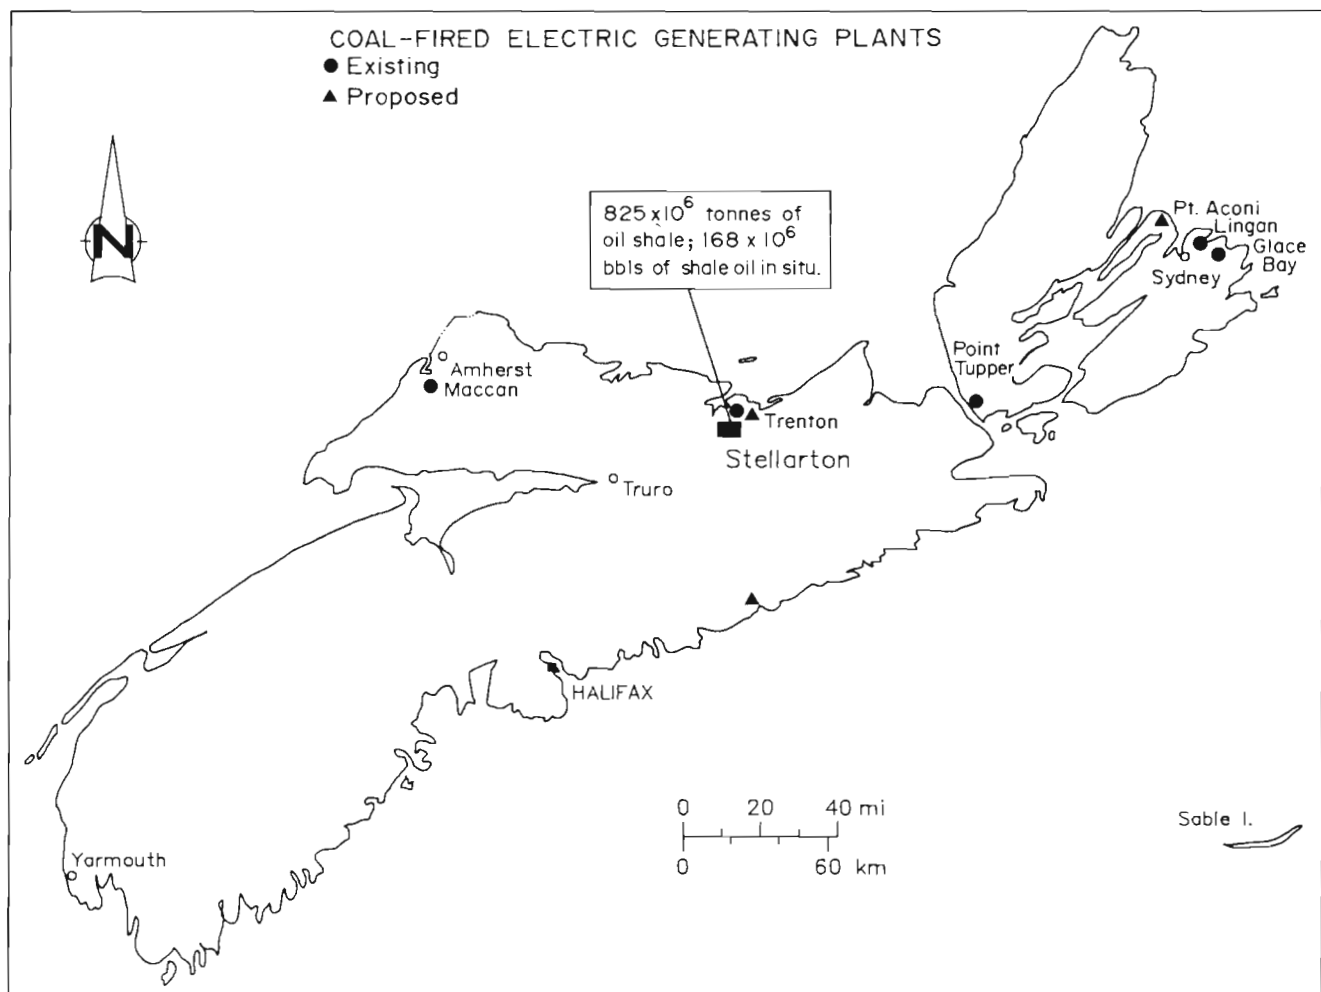 COAL-FIRED ELECTRIC GENERATING PLANTS
Existing
Proposed
N
825 x10⁶ tonnes of
oil shale; 168 x 10⁶
bbls of shale oil in situ.
Pt. Aconi
Lingan
Glace
Bay
Sydney
Point
Tupper
Amherst
Maccan
Trenton
Stellarton
Truro
HALIFAX
0 20 40 mi
0 60 km
Sable I.
Yarmouth